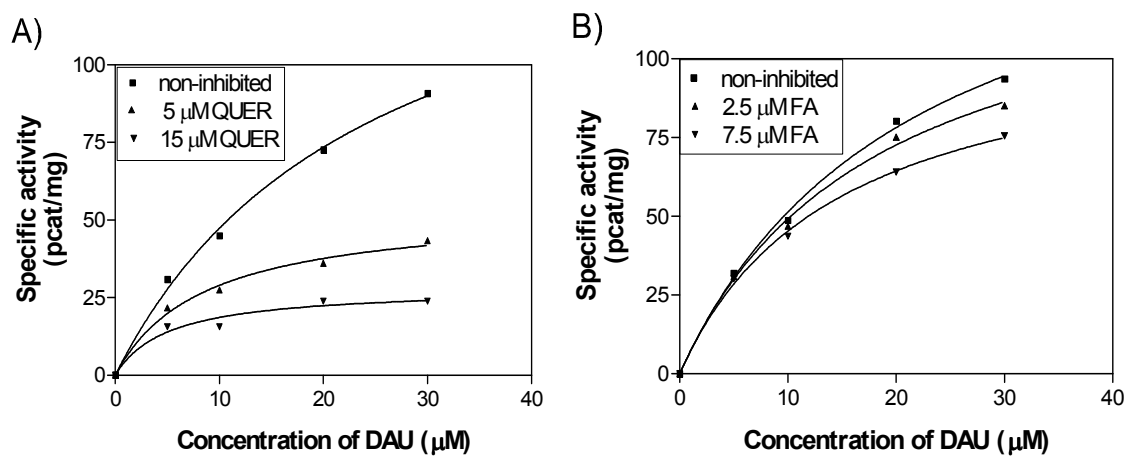 A)
100
75
50
25
0
0 10 20 30 40
Specific activity
(pcat/mg)
Concentration of DAU (μM)
non-inhibited
5 μM QUER
15 μM QUER
B)
100
75
50
25
0
0 10 20 30 40
Specific activity
(pcat/mg)
Concentration of DAU (μM)
non-inhibited
2.5 μM FA
7.5 μM FA